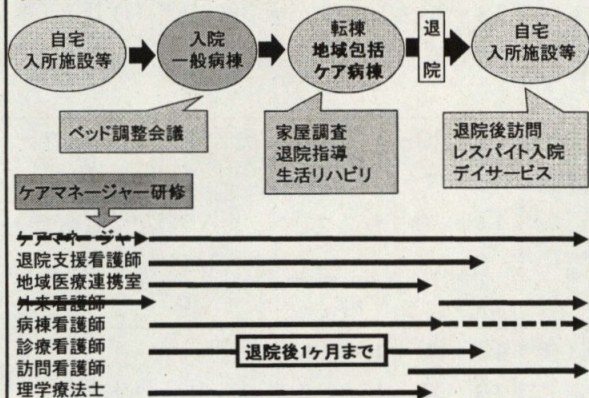 自宅
入所施設等
入院
一般病棟
転棟
地域包括
ケア病棟
退
院
自宅
入所施設等
ベッド調整会議
家屋調査
退院指導
生活リハビリ
退院後訪問
レスパイト入院
デイサービス
ケアマネージャー研修
ケアマネージャー
退院支援看護師
地域医療連携室
外来看護師
病棟看護師
診療看護師
退院後1ヶ月まで
訪問看護師
理学療法士